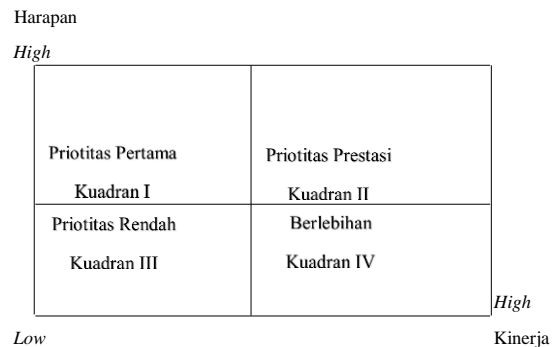 Harapan
High
Priotitas Pertama
Kuadran I
Priotitas Prestasi
Kuadran II
Priotitas Rendah
Kuadran III
Berlebihan
Kuadran IV
High
Low
Kinerja